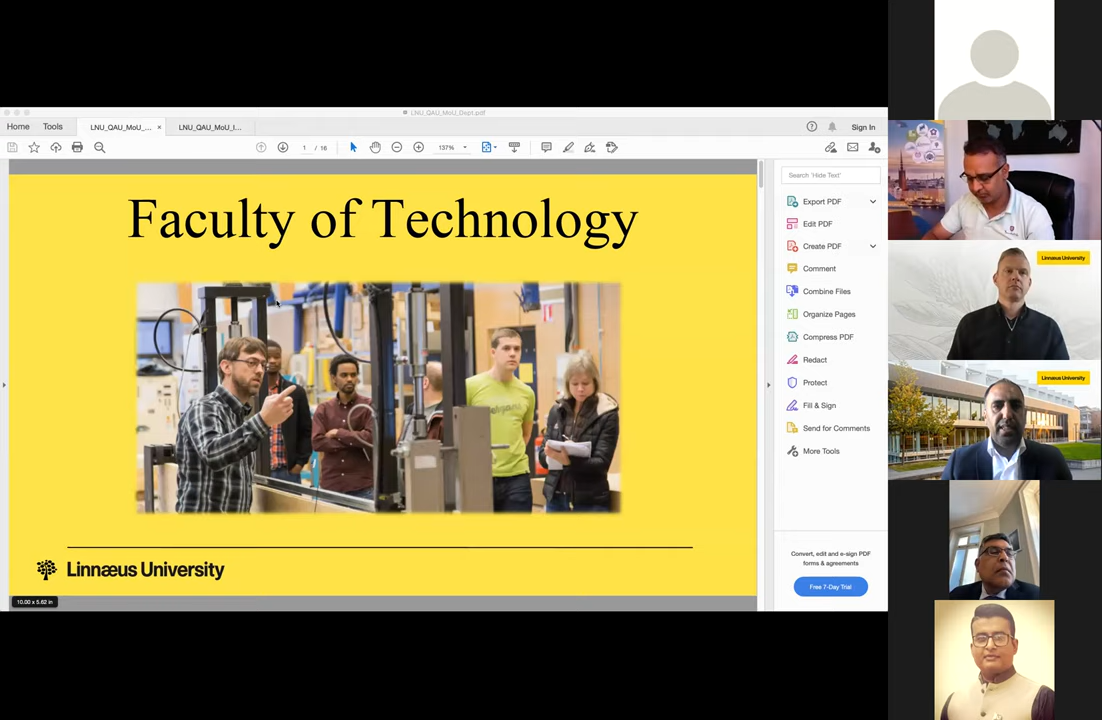 LNU_QAU_MoU_Dept.pdf
Home
Tools
LNU_QAU_MoU_...
LNU_QAU_MoU_I...
Sign In
1 / 16
137%
Search 'Hide Text'
Faculty of Technology
Export PDF
Edit PDF
Create PDF
Comment
Combine Files
Organize Pages
Compress PDF
Redact
Protect
Fill & Sign
Send for Comments
More Tools
Convert, edit and e-sign PDF
forms & agreements
Free 7-Day Trial
Linnæus University
10.00 x 5.62 in
Linnæus University
Linnæus University